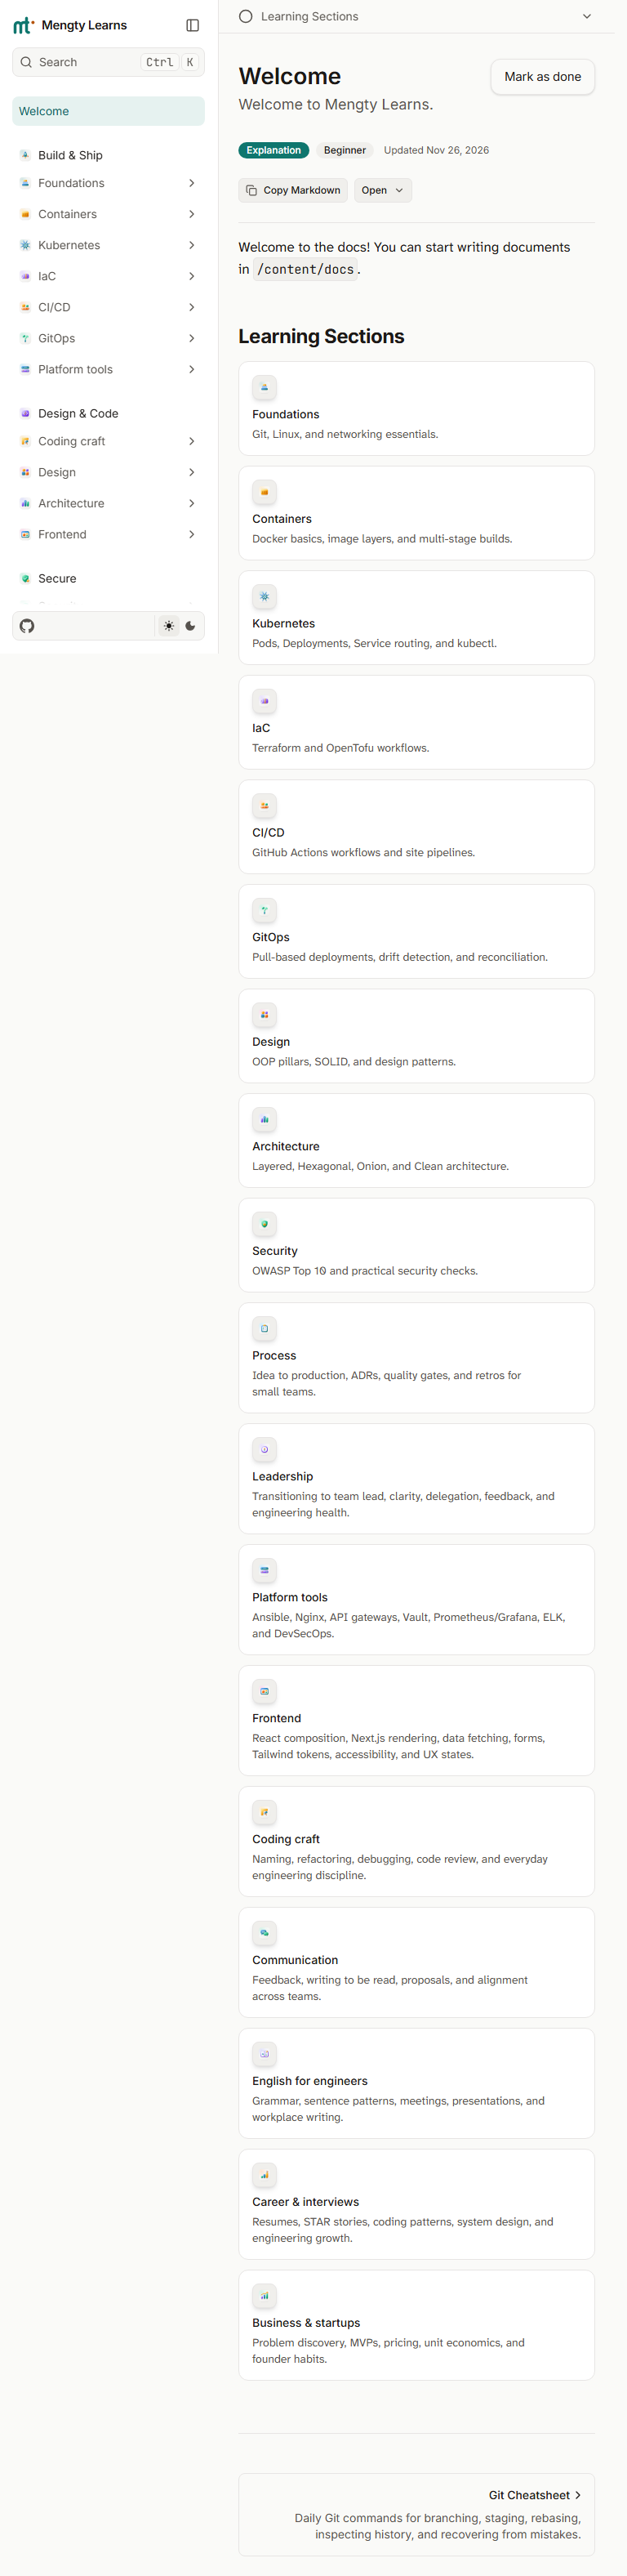 Mengty Learns
Search Ctrl K
Welcome
Build & Ship
Foundations
Containers
Kubernetes
IaC
CI/CD
GitOps
Platform tools
Design & Code
Coding craft
Design
Architecture
Frontend
Secure
Learning Sections
Welcome
Mark as done
Welcome to Mengty Learns.
Explanation Beginner Updated Nov 26, 2026
Copy Markdown Open
Welcome to the docs! You can start writing documents
in /content/docs.
Learning Sections
Foundations
Git, Linux, and networking essentials.
Containers
Docker basics, image layers, and multi-stage builds.
Kubernetes
Pods, Deployments, Service routing, and kubectl.
IaC
Terraform and OpenTofu workflows.
CI/CD
GitHub Actions workflows and site pipelines.
GitOps
Pull-based deployments, drift detection, and reconciliation.
Design
OOP pillars, SOLID, and design patterns.
Architecture
Layered, Hexagonal, Onion, and Clean architecture.
Security
OWASP Top 10 and practical security checks.
Process
Idea to production, ADRs, quality gates, and retros for
small teams.
Leadership
Transitioning to team lead, clarity, delegation, feedback, and
engineering health.
Platform tools
Ansible, Nginx, API gateways, Vault, Prometheus/Grafana, ELK,
and DevSecOps.
Frontend
React composition, Next.js rendering, data fetching, forms,
Tailwind tokens, accessibility, and UX states.
Coding craft
Naming, refactoring, debugging, code review, and everyday
engineering discipline.
Communication
Feedback, writing to be read, proposals, and alignment
across teams.
English for engineers
Grammar, sentence patterns, meetings, presentations, and
workplace writing.
Career & interviews
Resumes, STAR stories, coding patterns, system design, and
engineering growth.
Business & startups
Problem discovery, MVPs, pricing, unit economics, and
founder habits.
Git Cheatsheet
Daily Git commands for branching, staging, rebasing,
inspecting history, and recovering from mistakes.